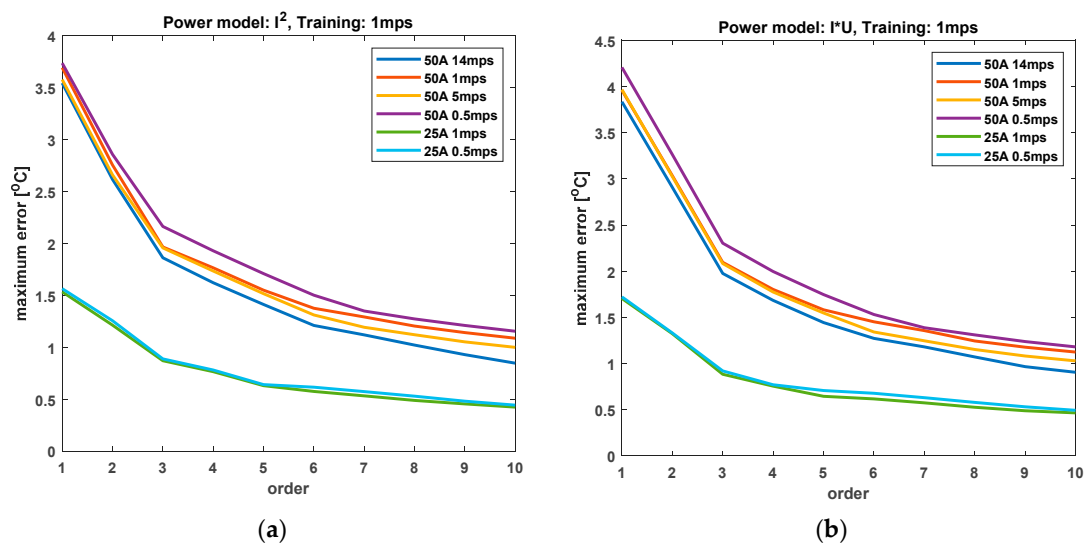 Power model: I², Training: 1mps
4
3.5
3
2.5
2
1.5
1
0.5
0
maximum error [°C]
50A 14mps
50A 1mps
50A 5mps
50A 0.5mps
25A 1mps
25A 0.5mps
1 2 3 4 5 6 7 8 9 10
order
(a)
Power model: I*U, Training: 1mps
4.5
4
3.5
3
2.5
2
1.5
1
0.5
0
maximum error [°C]
50A 14mps
50A 1mps
50A 5mps
50A 0.5mps
25A 1mps
25A 0.5mps
1 2 3 4 5 6 7 8 9 10
order
(b)